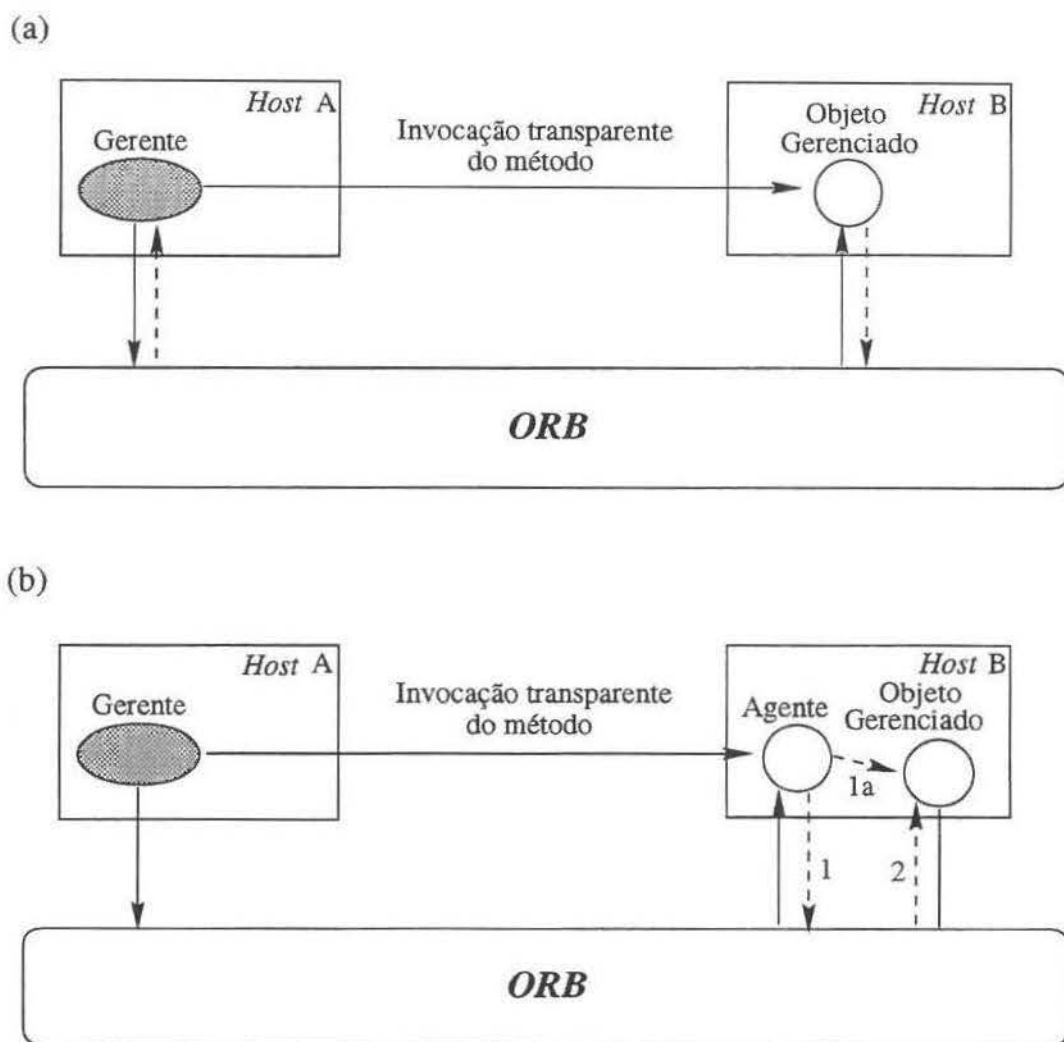 (a)
Host A
Gerente
Invocação transparente
do método
Host B
Objeto
Gerenciado
ORB
(b)
Host A
Gerente
Invocação transparente
do método
Host B
Agente
Objeto
Gerenciado
1a
1
2
ORB